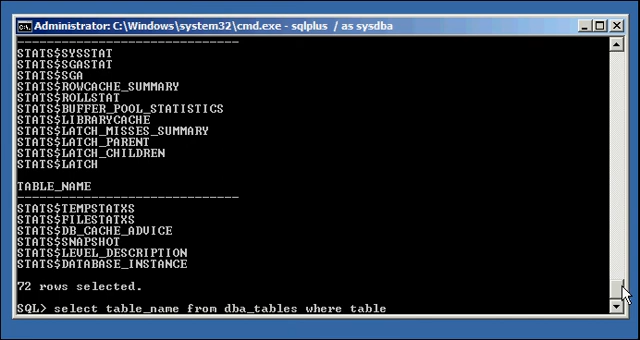 Administrator: C:\Windows\system32\cmd.exe - sqlplus  / as sysdba
------------------------------
STATS$SYSSTAT
STATS$SGASTAT
STATS$SGA
STATS$ROWCACHE_SUMMARY
STATS$ROLLSTAT
STATS$BUFFER_POOL_STATISTICS
STATS$LIBRARYCACHE
STATS$LATCH_MISSES_SUMMARY
STATS$LATCH_PARENT
STATS$LATCH_CHILDREN
STATS$LATCH
TABLE_NAME
------------------------------
STATS$TEMPSTATXS
STATS$FILESTATXS
STATS$DB_CACHE_ADVICE
STATS$SNAPSHOT
STATS$LEVEL_DESCRIPTION
STATS$DATABASE_INSTANCE
72 rows selected.
SQL> select table_name from dba_tables where table